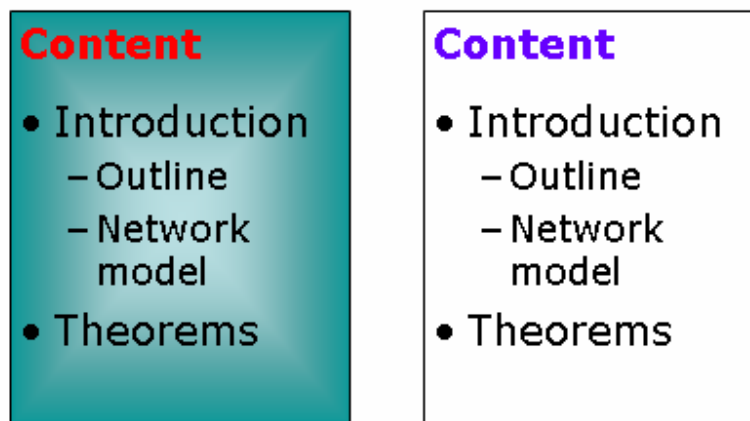 Content
• Introduction
– Outline
– Network
model
• Theorems
Content
• Introduction
– Outline
– Network
model
• Theorems